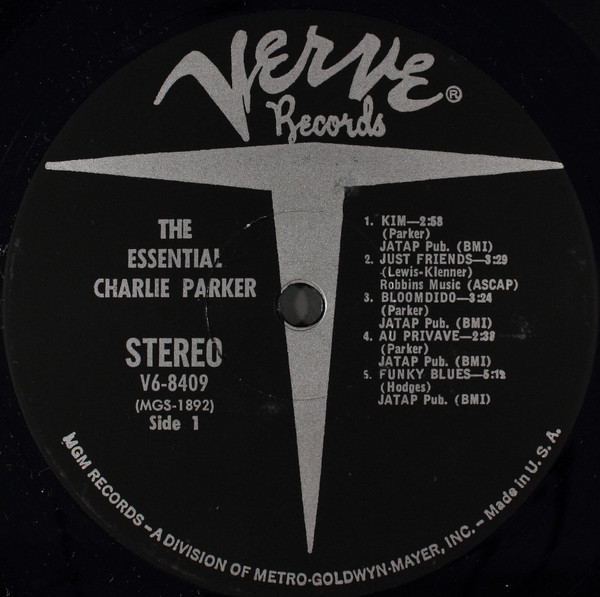 Verve®
Records
THE
ESSENTIAL
CHARLIE PARKER
STEREO
V6-8409
(MGS-1892)
Side 1
1. KIM—2:58
(Parker)
JATAP Pub. (BMI)
2. JUST FRIENDS—3:29
(Lewis-Klenner)
Robbins Music (ASCAP)
3. BLOOMDIDO—3:24
(Parker)
JATAP Pub. (BMI)
4. AU PRIVAVE—2:38
(Parker)
JATAP Pub. (BMI)
5. FUNKY BLUES—5:12
(Hodges)
JATAP Pub. (BMI)
MGM RECORDS – A DIVISION OF METRO-GOLDWYN-MAYER, INC. – Made in U. S. A.